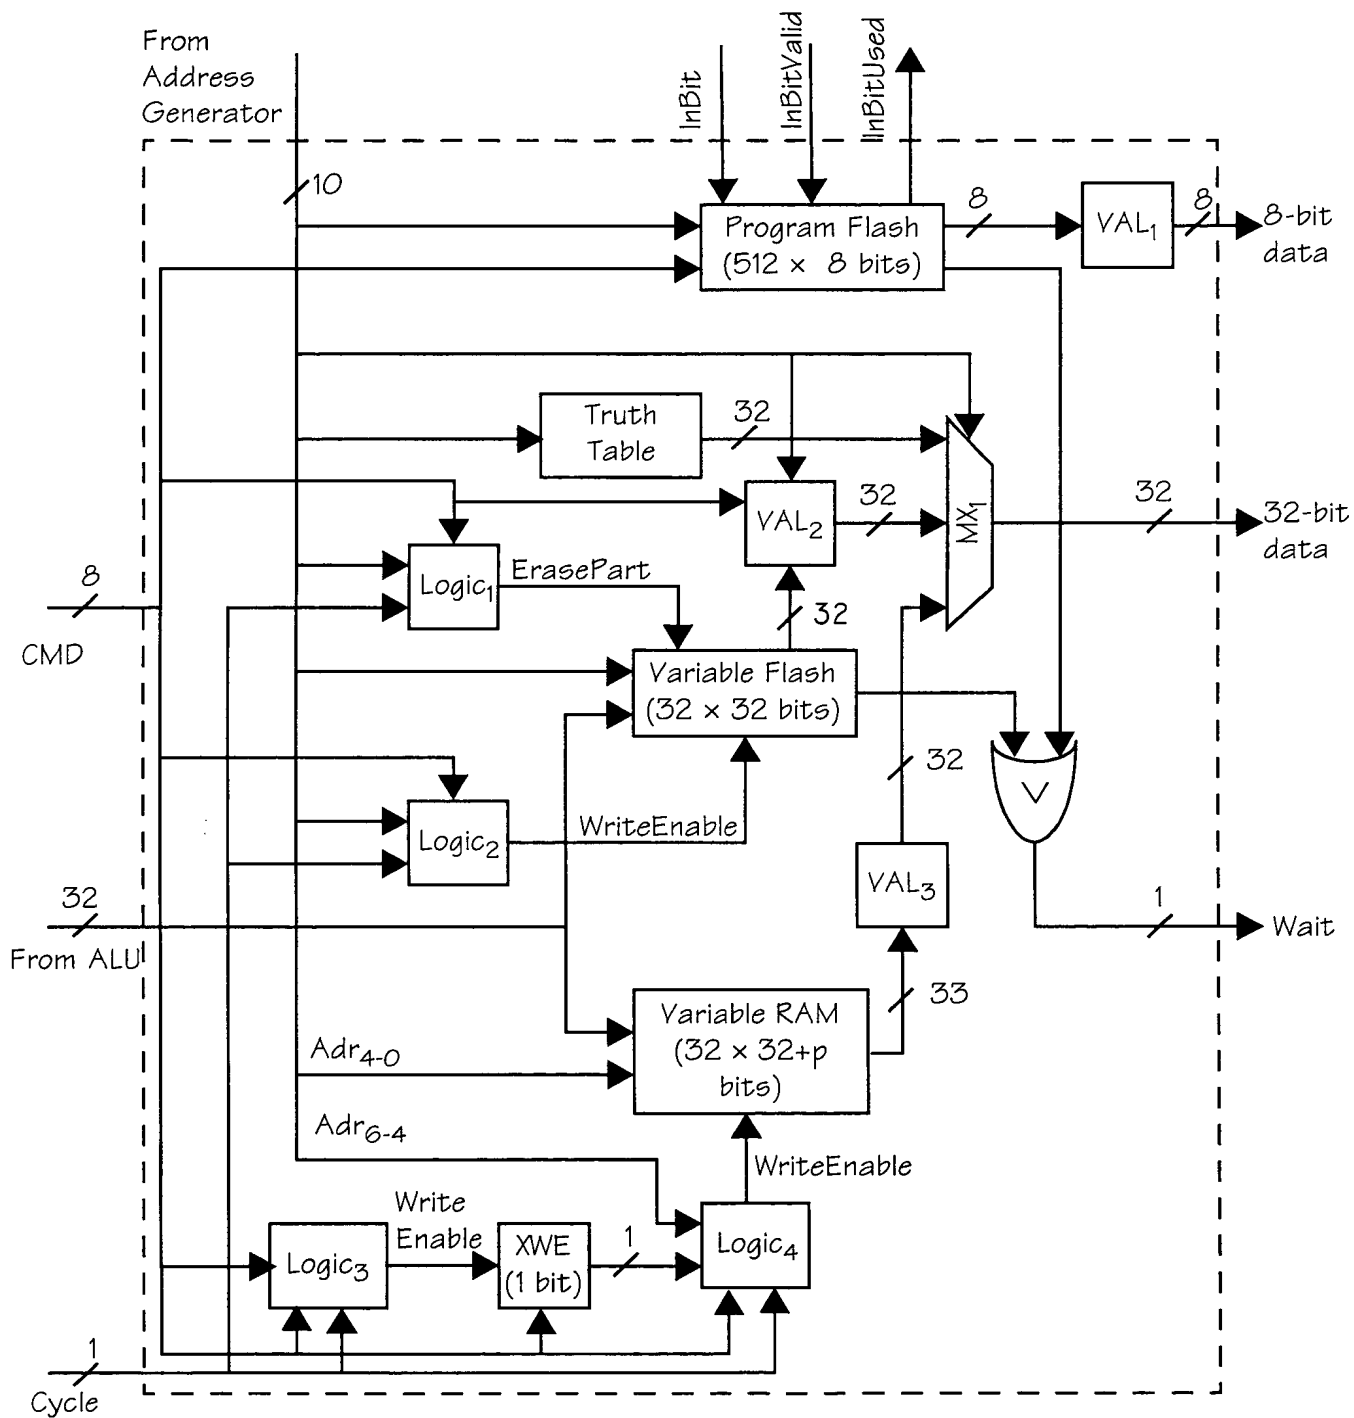 From
Address
Generator
InBit
InBitValid
InBitUsed
10
Program Flash
(512 × 8 bits)
8
VAL1
8
8-bit
data
Truth
Table
32
VAL2
32
MX1
32
32-bit
data
8
CMD
Logic1
ErasePart
32
Variable Flash
(32 × 32 bits)
32
V
Logic2
WriteEnable
VAL3
32
From ALU
1
Wait
33
Variable RAM
(32 × 32+p
bits)
Adr4-0
Adr6-4
WriteEnable
Write
Enable
Logic3
XWE
(1 bit)
1
Logic4
1
Cycle